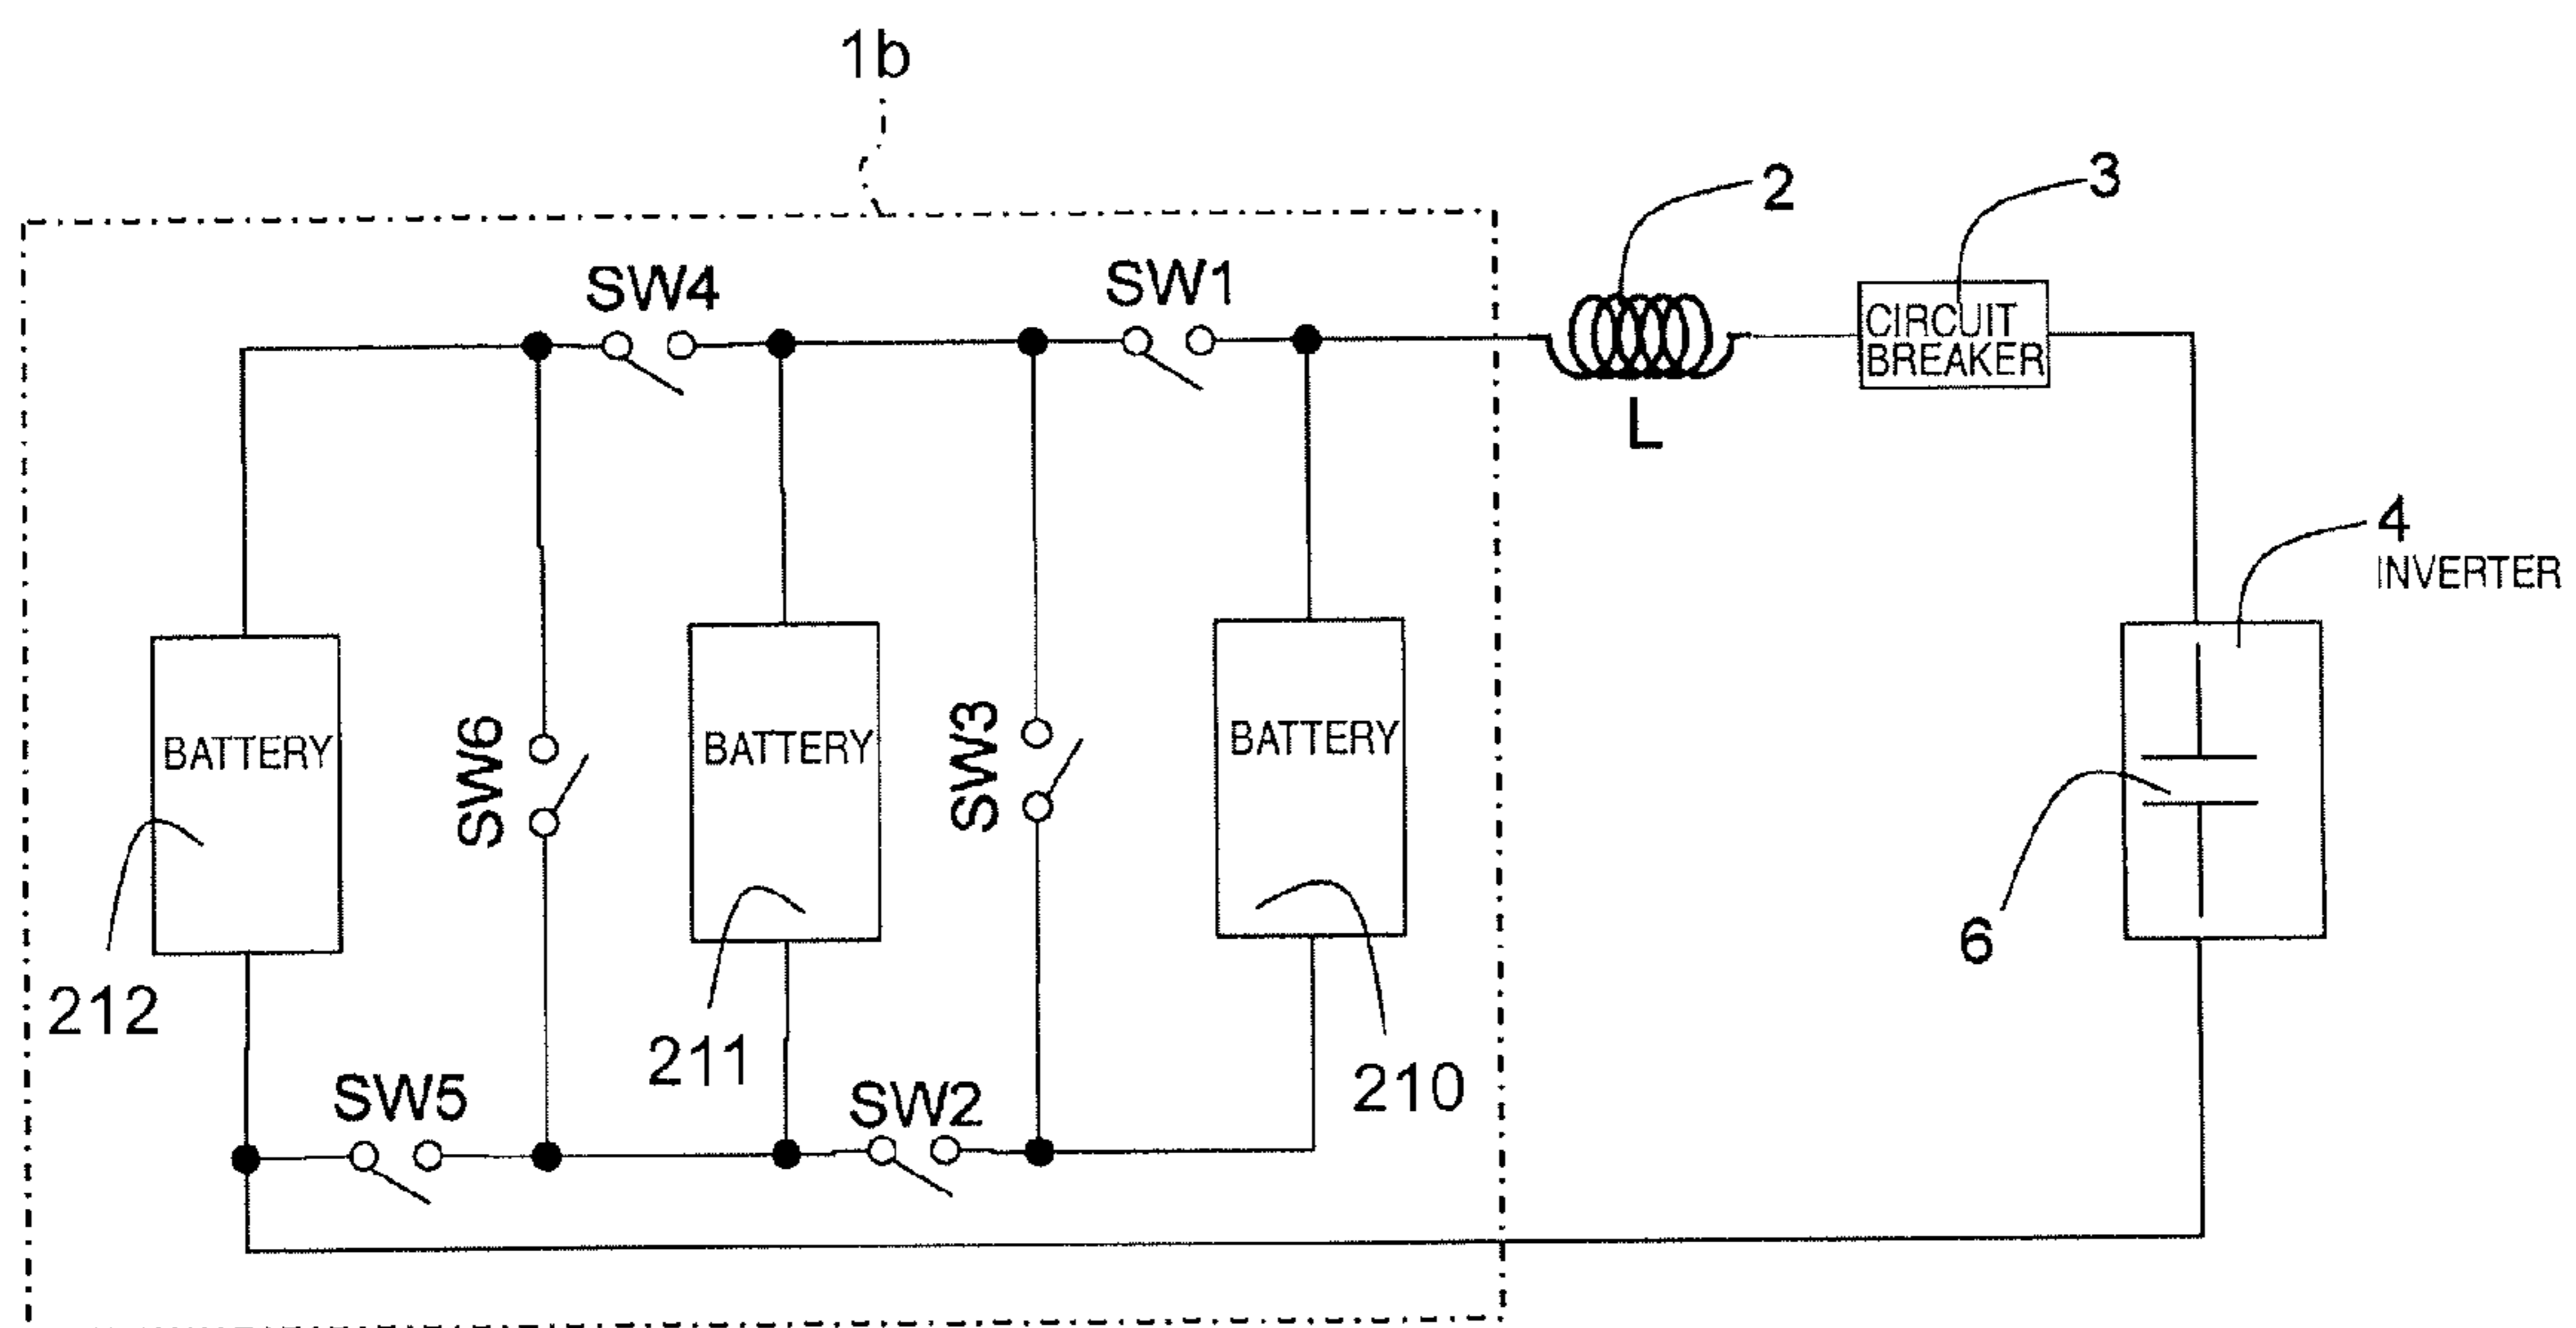 1b
2
3
SW4
SW1
CIRCUIT
BREAKER
L
4
INVERTER
BATTERY
SW6
BATTERY
SW3
BATTERY
6
212
211
210
SW5
SW2